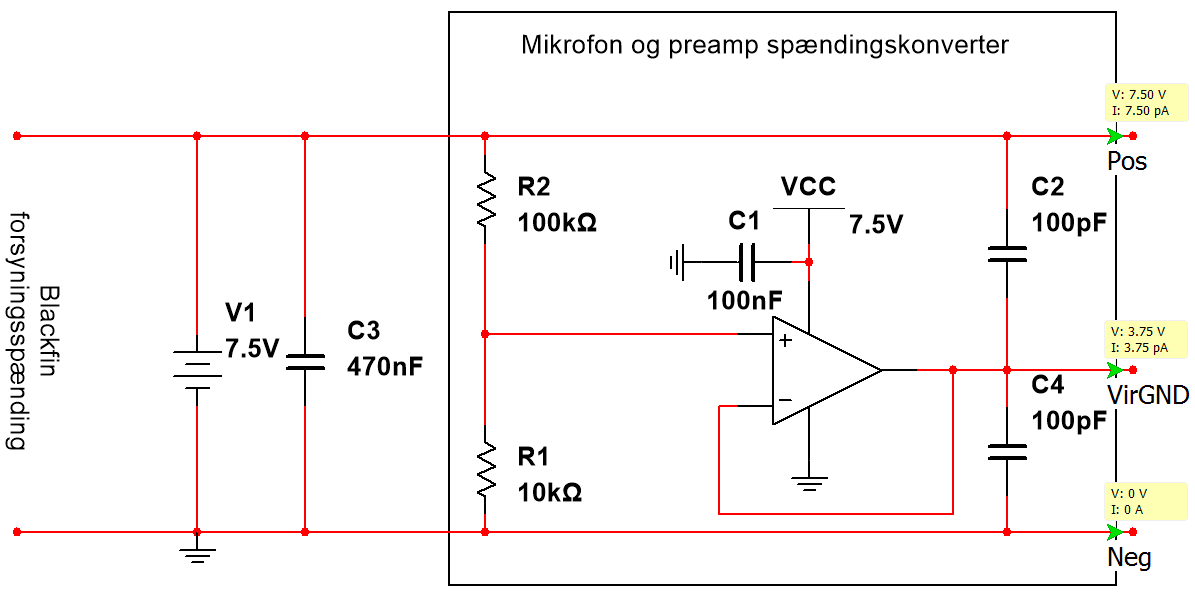 Mikrofon og preamp spændingskonverter
V: 7.50 V
I: 7.50 pA
Pos
R2
100kΩ
VCC
7.5V
C1
100nF
C2
100pF
Blackfin
forsyningsspænding
V1
7.5V
C3
470nF
+
−
V: 3.75 V
I: 3.75 pA
VirGND
C4
100pF
R1
10kΩ
V: 0 V
I: 0 A
Neg